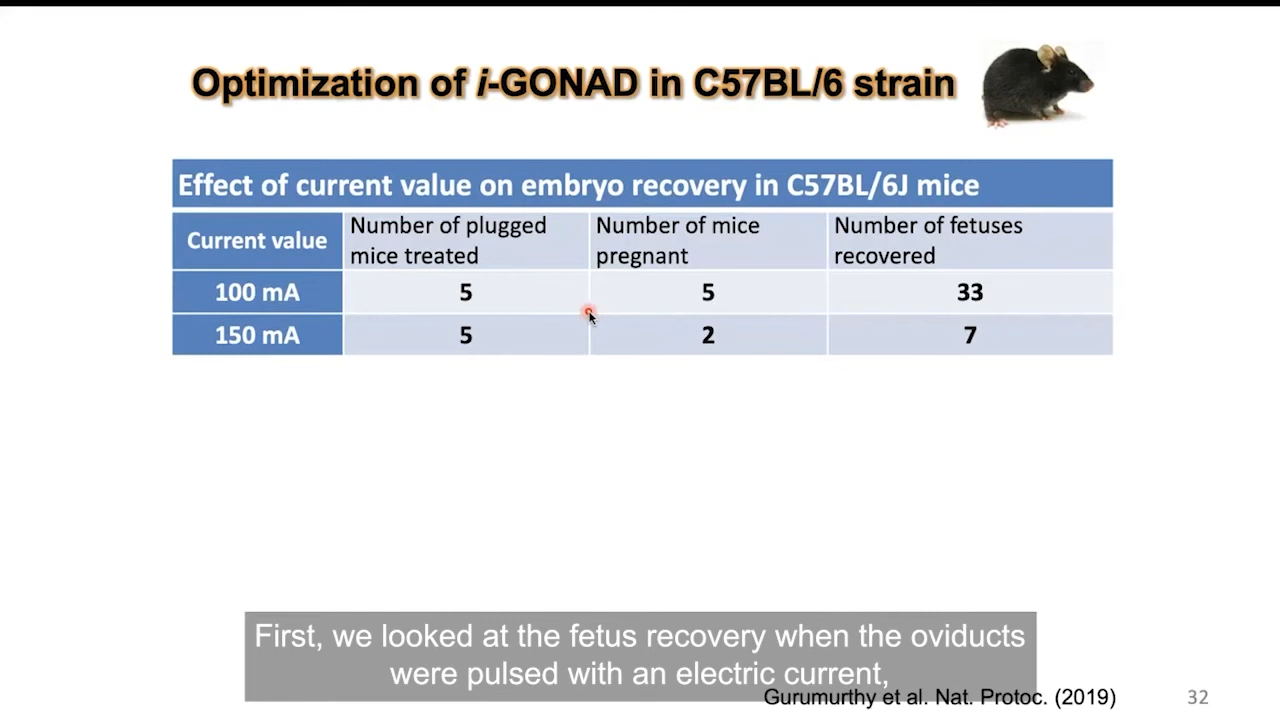 Optimization of i-GONAD in C57BL/6 strain
Effect of current value on embryo recovery in C57BL/6J mice
Current value
Number of plugged
mice treated
Number of mice
pregnant
Number of fetuses
recovered
100 mA 5 5 33
150 mA 5 2 7
First, we looked at the fetus recovery when the oviducts
were pulsed with an electric current,
Gurumurthy et al. Nat. Protoc. (2019)
32